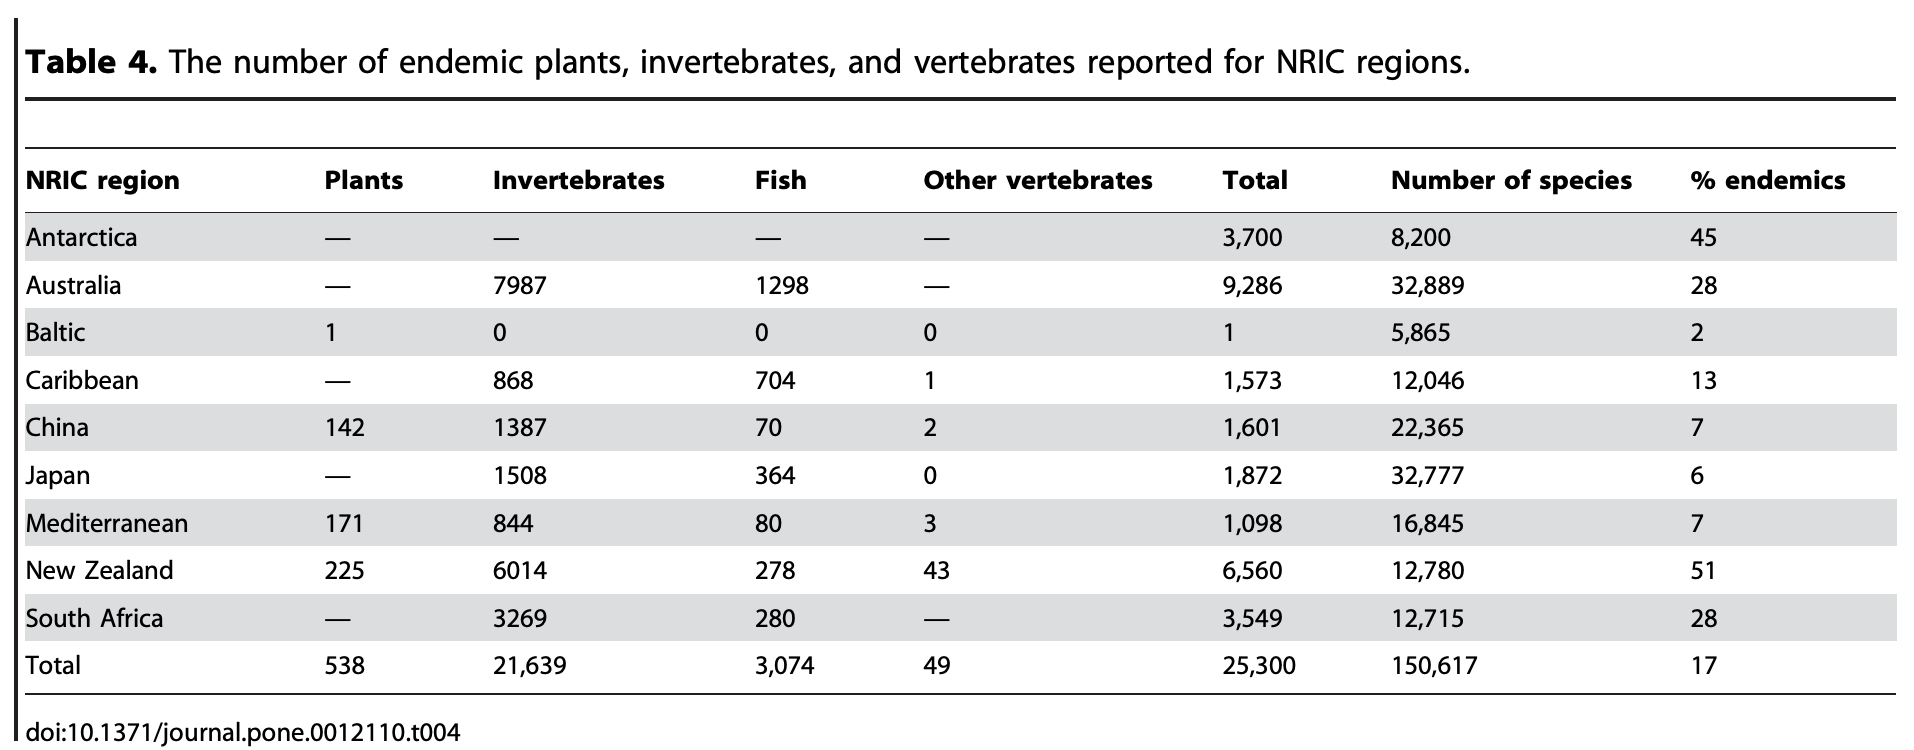 Table 4. The number of endemic plants, invertebrates, and vertebrates reported for NRIC regions.
NRIC region Plants Invertebrates Fish Other vertebrates Total Number of species % endemics
Antarctica — — — — 3,700 8,200 45
Australia — 7987 1298 — 9,286 32,889 28
Baltic 1 0 0 0 1 5,865 2
Caribbean — 868 704 1 1,573 12,046 13
China 142 1387 70 2 1,601 22,365 7
Japan — 1508 364 0 1,872 32,777 6
Mediterranean 171 844 80 3 1,098 16,845 7
New Zealand 225 6014 278 43 6,560 12,780 51
South Africa — 3269 280 — 3,549 12,715 28
Total 538 21,639 3,074 49 25,300 150,617 17
doi:10.1371/journal.pone.0012110.t004